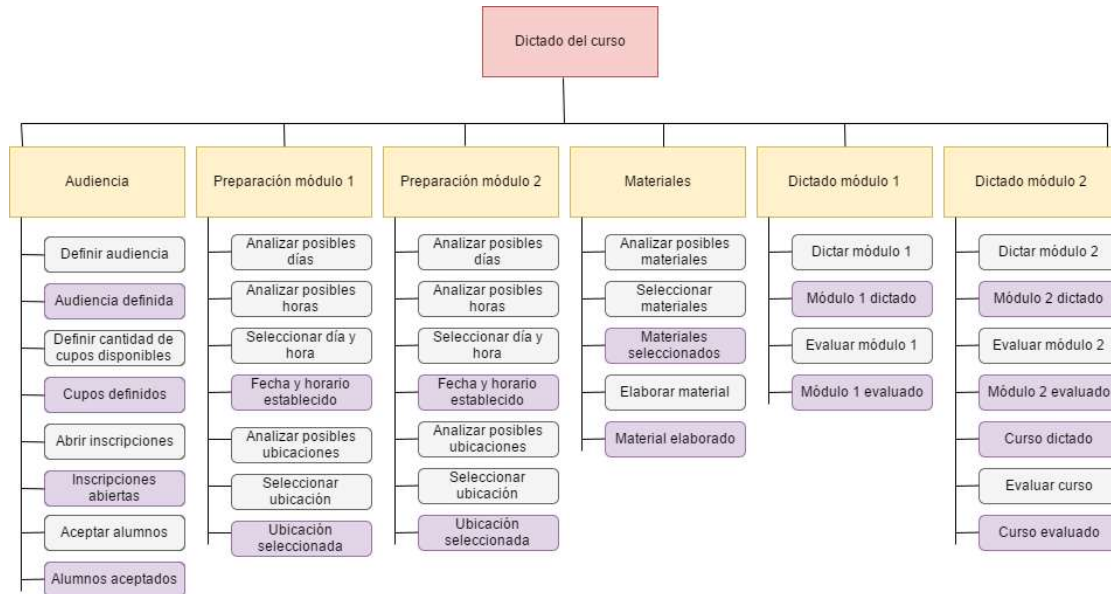 Dictado del curso
Audiencia
Definir audiencia
Audiencia definida
Definir cantidad de
cupos disponibles
Cupos definidos
Abrir inscripciones
Inscripciones
abiertas
Aceptar alumnos
Alumnos aceptados
Preparación módulo 1
Analizar posibles
días
Analizar posibles
horas
Seleccionar día y
hora
Fecha y horario
establecido
Analizar posibles
ubicaciones
Seleccionar
ubicación
Ubicación
seleccionada
Preparación módulo 2
Analizar posibles
días
Analizar posibles
horas
Seleccionar día y
hora
Fecha y horario
establecido
Analizar posibles
ubicaciones
Seleccionar
ubicación
Ubicación
seleccionada
Materiales
Analizar posibles
materiales
Seleccionar
materiales
Materiales
seleccionados
Elaborar material
Material elaborado
Dictado módulo 1
Dictar módulo 1
Módulo 1 dictado
Evaluar módulo 1
Módulo 1 evaluado
Dictado módulo 2
Dictar módulo 2
Módulo 2 dictado
Evaluar módulo 2
Módulo 2 evaluado
Curso dictado
Evaluar curso
Curso evaluado